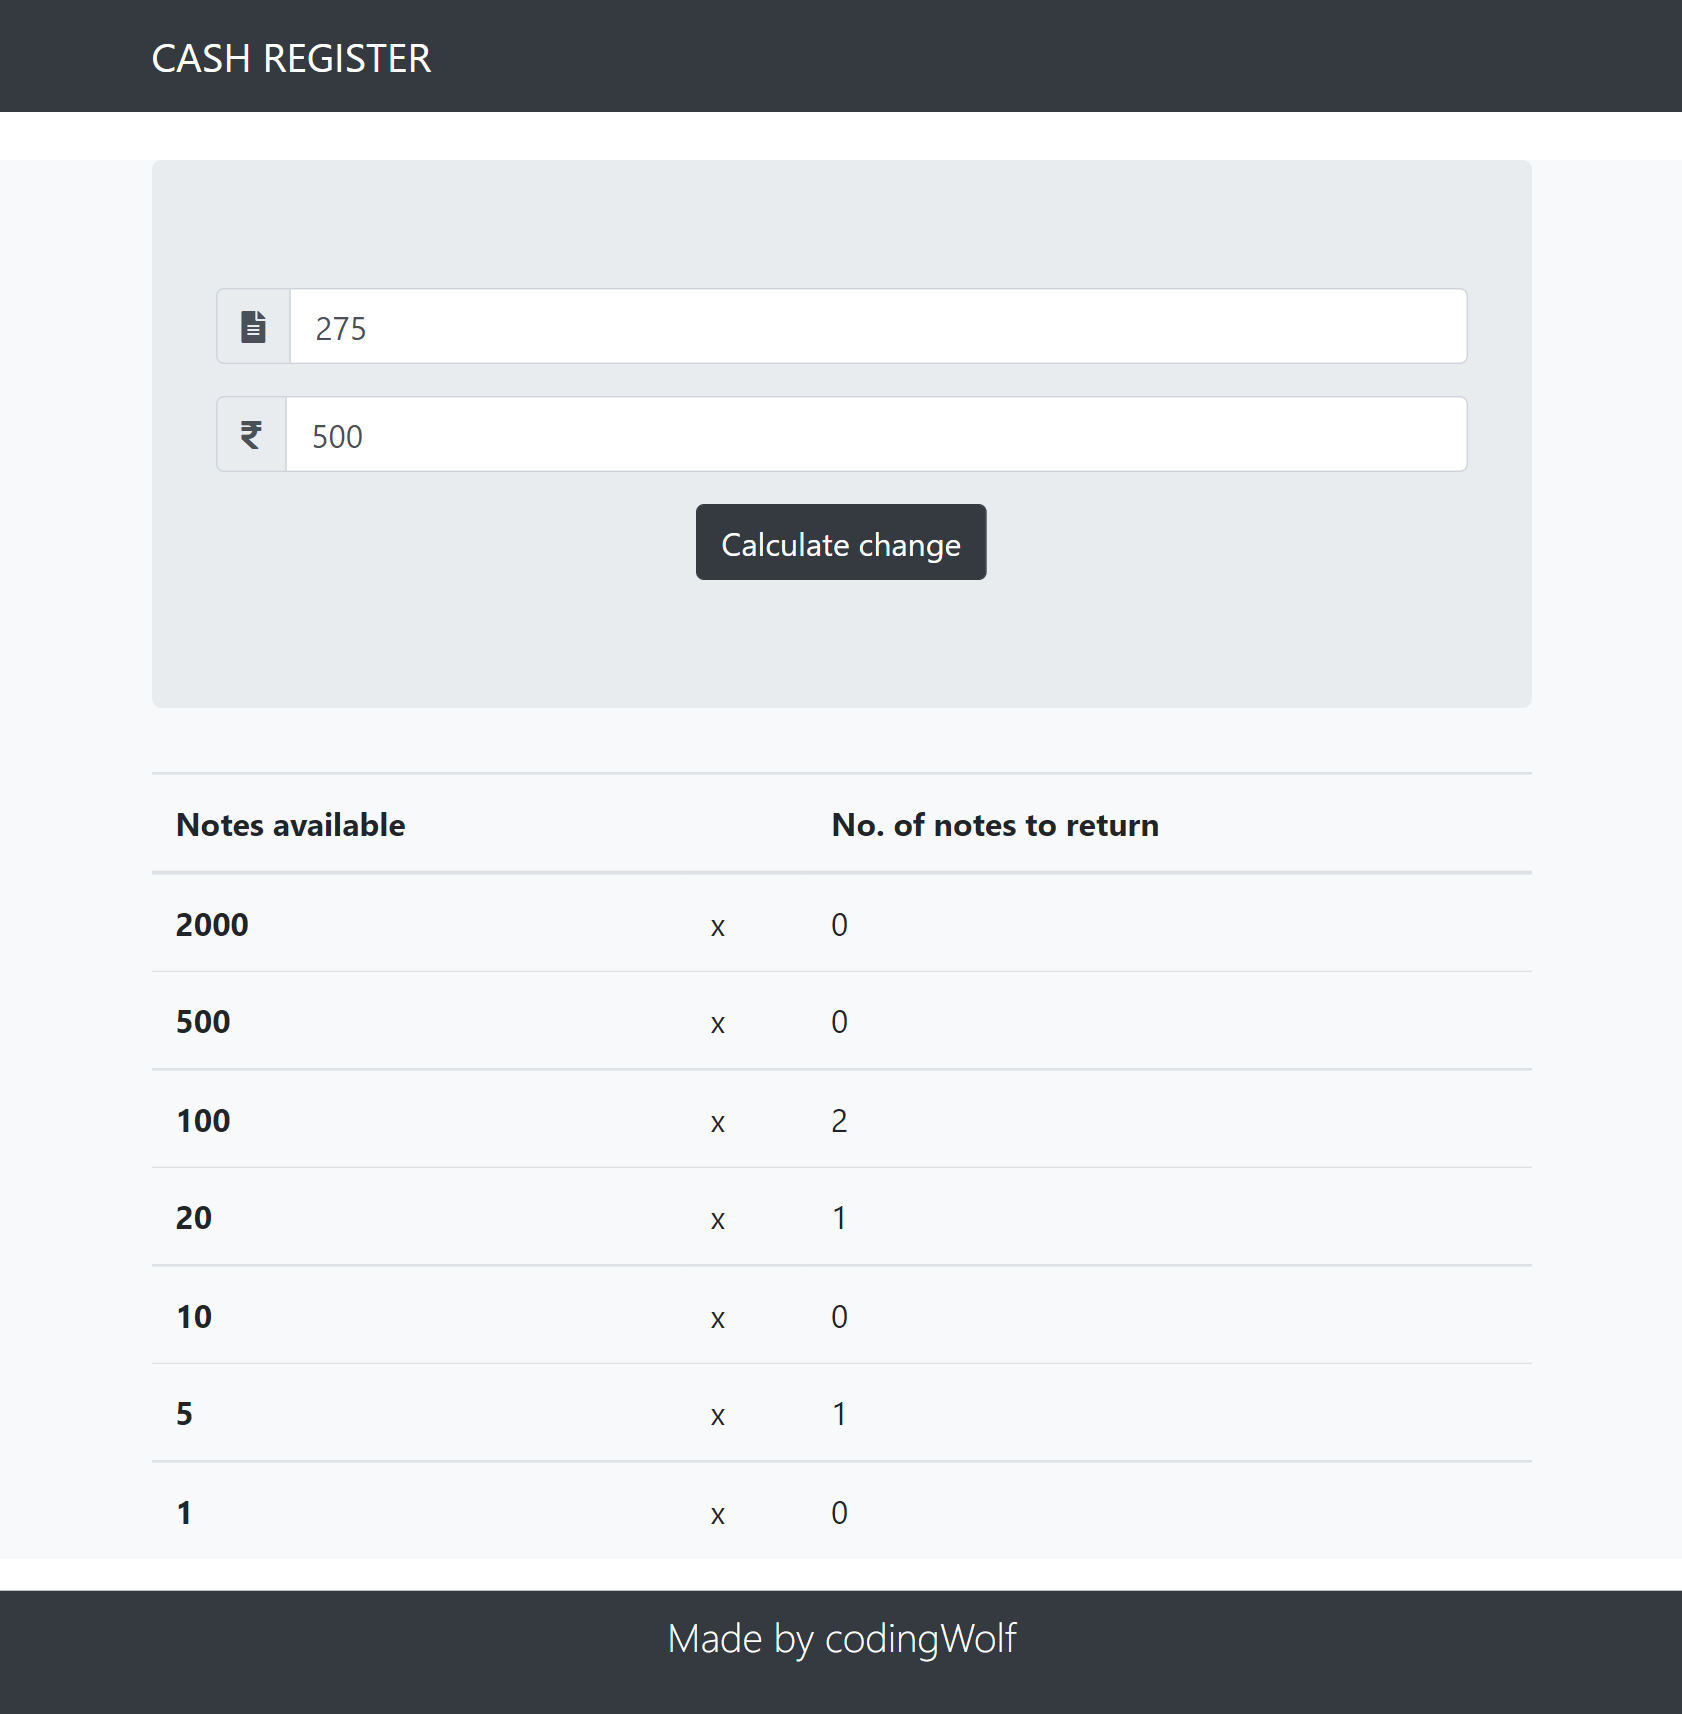 CASH REGISTER
275
₹ 500
Calculate change
Notes available No. of notes to return
2000 x 0
500 x 0
100 x 2
20 x 1
10 x 0
5 x 1
1 x 0
Made by codingWolf